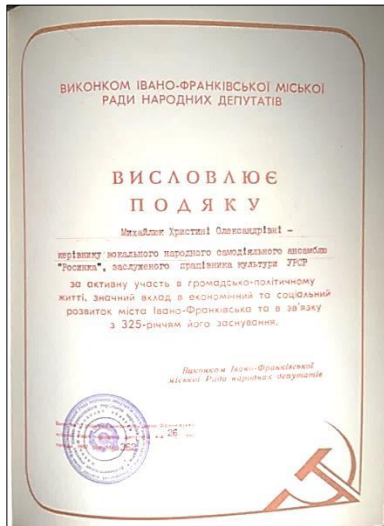 ВИКОНКОМ ІВАНО-ФРАНКІВСЬКОЇ МІСЬКОЇ
РАДИ НАРОДНИХ ДЕПУТАТІВ
ВИСЛОВЛЮЄ
ПОДЯКУ
Михайлюк Христині Олександрівні -
керівнику вокального народного самодіяльного ансамблю
"Росинка", заслуженого працівника культури УРСР
за активну участь в громадсько-політичному
житті, значний вклад в економічний та соціальний
розвиток міста Івано-Франківська та в зв'язку
з 325-річчям його заснування.
Виконком Івано-Франківської
міської Ради народних депутатів
26